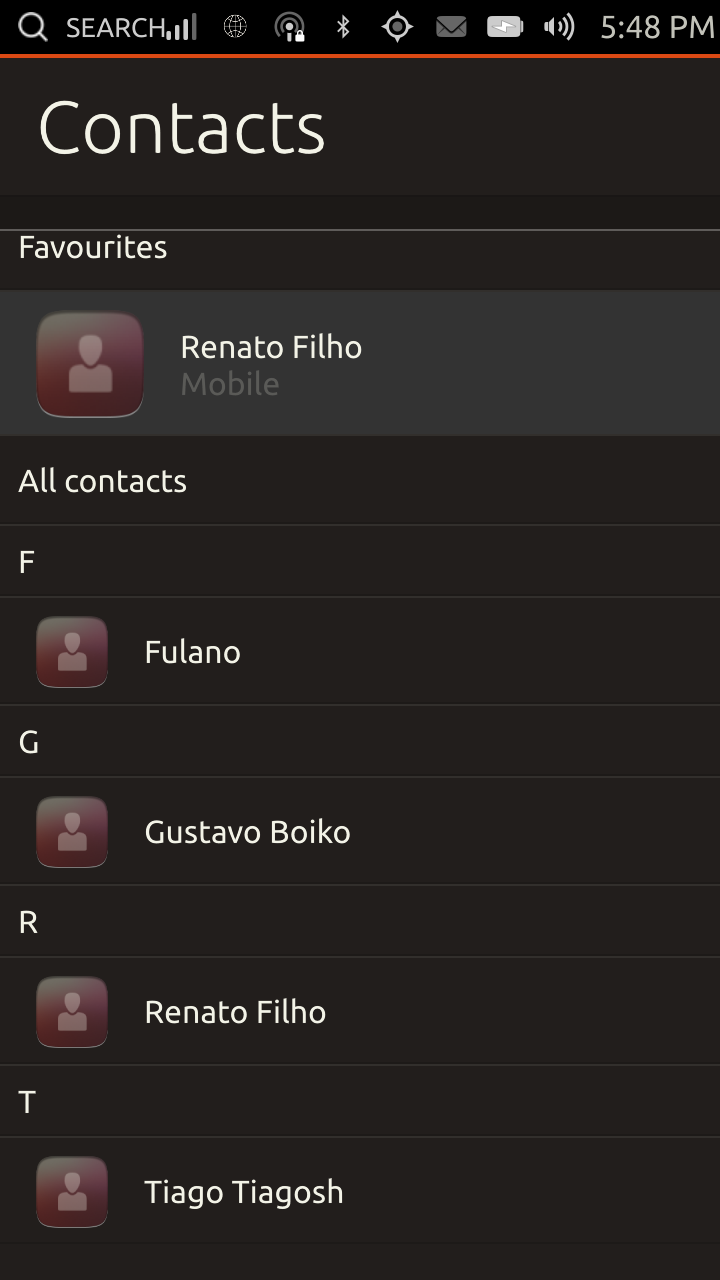 SEARCH 5:48 PM
Contacts
Favourites
Renato Filho
Mobile
All contacts
F
Fulano
G
Gustavo Boiko
R
Renato Filho
T
Tiago Tiagosh